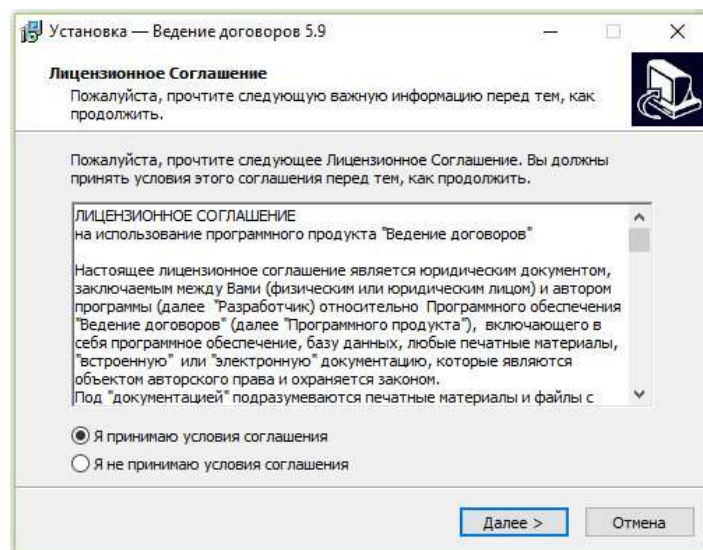 Установка — Ведение договоров 5.9
Лицензионное Соглашение
Пожалуйста, прочтите следующую важную информацию перед тем, как
продолжить.
Пожалуйста, прочтите следующее Лицензионное Соглашение. Вы должны
принять условия этого соглашения перед тем, как продолжить.
ЛИЦЕНЗИОННОЕ СОГЛАШЕНИЕ
на использование программного продукта "Ведение договоров"
Настоящее лицензионное соглашение является юридическим документом,
заключаемым между Вами (физическим или юридическим лицом) и автором
программы (далее "Разработчик) относительно Программного обеспечения
"Ведение договоров" (далее "Программного продукта"), включающего в
себя программное обеспечение, базу данных, любые печатные материалы,
"встроенную" или "электронную" документацию, которые являются
объектом авторского права и охраняется законом.
Под "документацией" подразумеваются печатные материалы и файлы с
Я принимаю условия соглашения
Я не принимаю условия соглашения
Далее >
Отмена